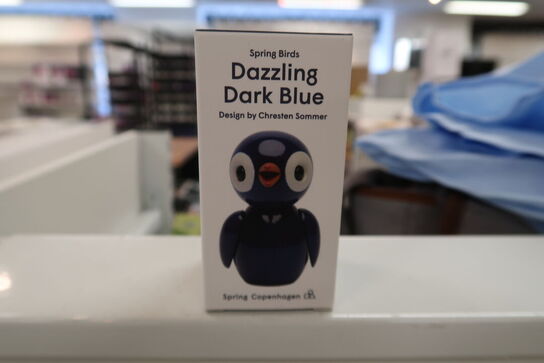 Spring Birds
Dazzling
Dark Blue
Design by Chresten Sommer
Spring Copenhagen